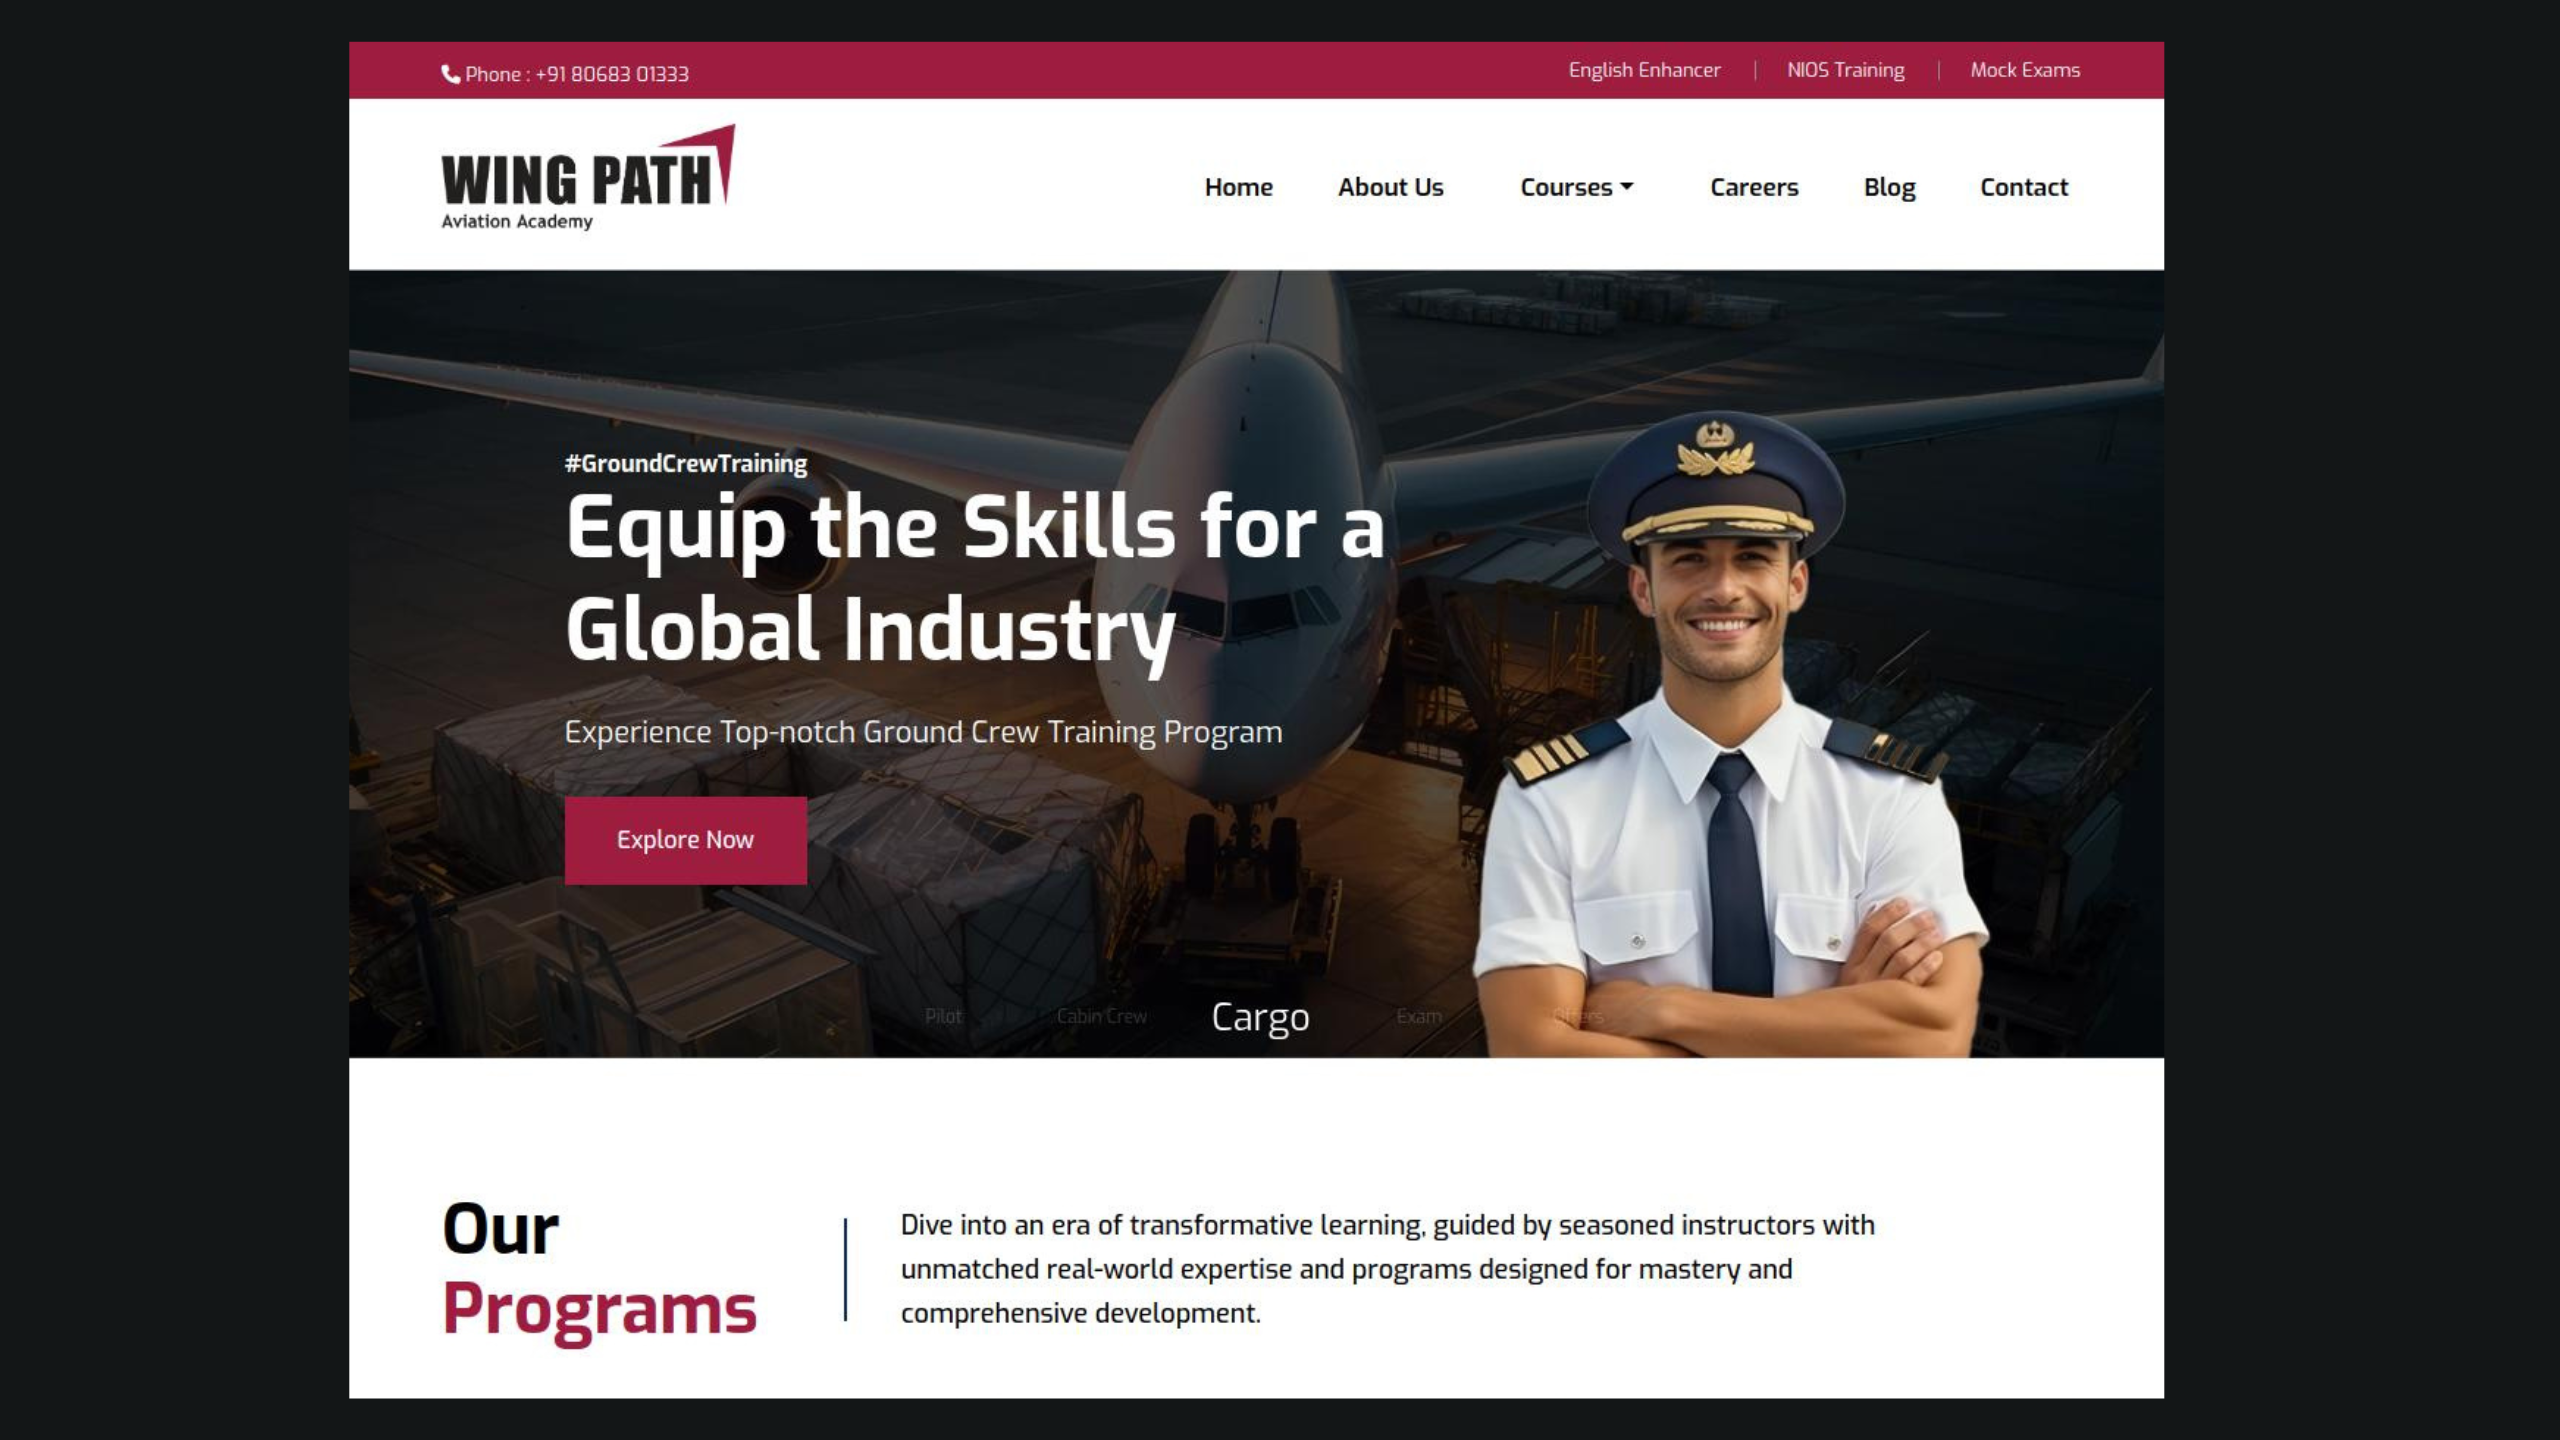 Phone : +91 80683 01333
English Enhancer
NIOS Training
Mock Exams
WING PATH
Aviation Academy
Home
About Us
Courses
Careers
Blog
Contact
#GroundCrewTraining
Equip the Skills for a
Global Industry
Experience Top-notch Ground Crew Training Program
Explore Now
Pilot
Cabin Crew
Cargo
Exam
Others
Our
Programs
Dive into an era of transformative learning, guided by seasoned instructors with
unmatched real-world expertise and programs designed for mastery and
comprehensive development.